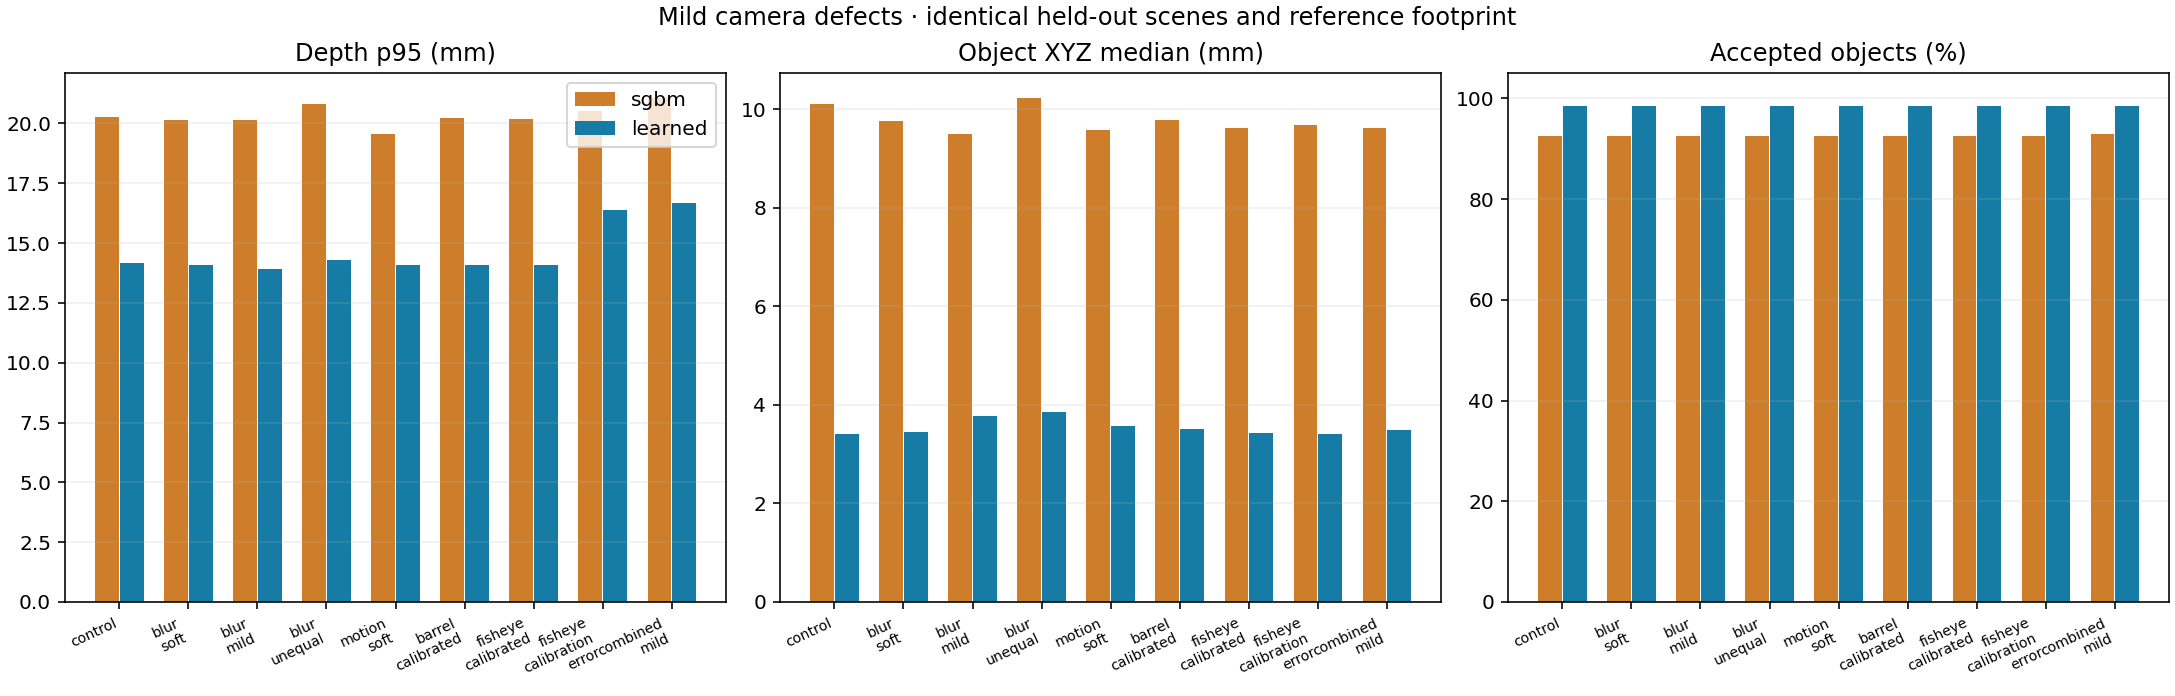 Mild camera defects · identical held-out scenes and reference footprint
Depth p95 (mm)
sgbm
learned
20.0
17.5
15.0
12.5
10.0
7.5
5.0
2.5
0.0
control
blur
soft
blur
mild
blur
unequal
motion
soft
barrel
calibrated
fisheye
calibrated
fisheye
calibration
error
combined
mild
Object XYZ median (mm)
10
8
6
4
2
0
control
blur
soft
blur
mild
blur
unequal
motion
soft
barrel
calibrated
fisheye
calibrated
fisheye
calibration
error
combined
mild
Accepted objects (%)
100
80
60
40
20
0
control
blur
soft
blur
mild
blur
unequal
motion
soft
barrel
calibrated
fisheye
calibrated
fisheye
calibration
error
combined
mild